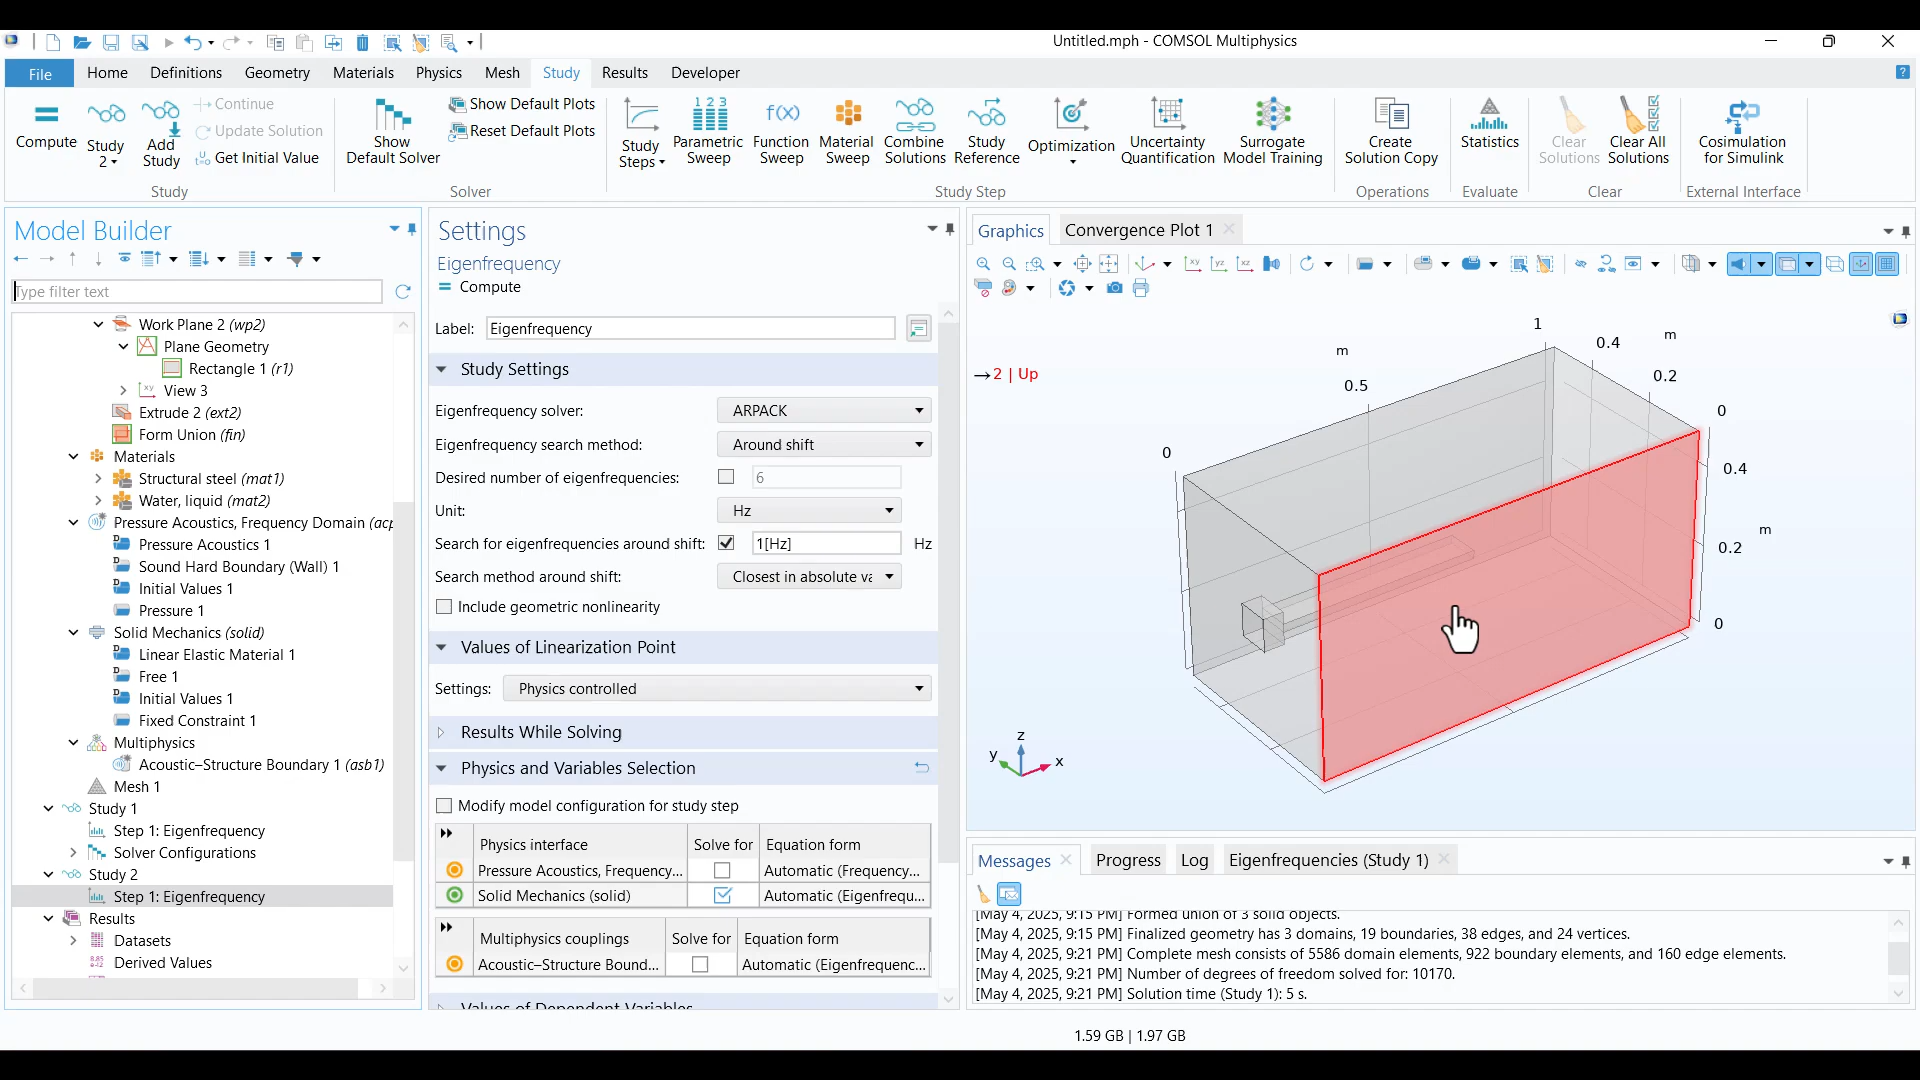 Untitled.mph - COMSOL Multiphysics
File Home Definitions Geometry Materials Physics Mesh Study Results Developer
Compute
Study 2
Add Study
Continue
Update Solution
Get Initial Value
Study
Show Default Solver
Show Default Plots
Reset Default Plots
Solver
Study Steps
Parametric Sweep
Function Sweep
Material Sweep
Combine Solutions
Study Reference
Optimization
Uncertainty Quantification
Surrogate Model Training
Study Step
Create Solution Copy
Operations
Statistics
Evaluate
Clear Solutions
Clear All Solutions
Clear
Cosimulation for Simulink
External Interface
Model Builder
Type filter text
Work Plane 2 (wp2)
Plane Geometry
Rectangle 1 (r1)
View 3
Extrude 2 (ext2)
Form Union (fin)
Materials
Structural steel (mat1)
Water, liquid (mat2)
Pressure Acoustics, Frequency Domain (acp
Pressure Acoustics 1
Sound Hard Boundary (Wall) 1
Initial Values 1
Pressure 1
Solid Mechanics (solid)
Linear Elastic Material 1
Free 1
Initial Values 1
Fixed Constraint 1
Multiphysics
Acoustic–Structure Boundary 1 (asb1)
Mesh 1
Study 1
Step 1: Eigenfrequency
Solver Configurations
Study 2
Step 1: Eigenfrequency
Results
Datasets
Derived Values
Settings
Eigenfrequency
= Compute
Label: Eigenfrequency
Study Settings
Eigenfrequency solver: ARPACK
Eigenfrequency search method: Around shift
Desired number of eigenfrequencies: 6
Unit: Hz
Search for eigenfrequencies around shift: 1[Hz] Hz
Search method around shift: Closest in absolute va
Include geometric nonlinearity
Values of Linearization Point
Settings: Physics controlled
Results While Solving
Physics and Variables Selection
Modify model configuration for study step
Physics interface Solve for Equation form
Pressure Acoustics, Frequency... Automatic (Frequency...
Solid Mechanics (solid) Automatic (Eigenfrequ...
Multiphysics couplings Solve for Equation form
Acoustic–Structure Bound... Automatic (Eigenfrequenc...
Values of Dependent Variables
Graphics Convergence Plot 1
→2 | Up
1
m
0.4
m
0.5
0.2
0
0
0.4
m
0.2
0
z
y
x
Messages Progress Log Eigenfrequencies (Study 1)
[May 4, 2025, 9:15 PM] Formed union of 3 solid objects.
[May 4, 2025, 9:15 PM] Finalized geometry has 3 domains, 19 boundaries, 38 edges, and 24 vertices.
[May 4, 2025, 9:21 PM] Complete mesh consists of 5586 domain elements, 922 boundary elements, and 160 edge elements.
[May 4, 2025, 9:21 PM] Number of degrees of freedom solved for: 10170.
[May 4, 2025, 9:21 PM] Solution time (Study 1): 5 s.
1.59 GB | 1.97 GB